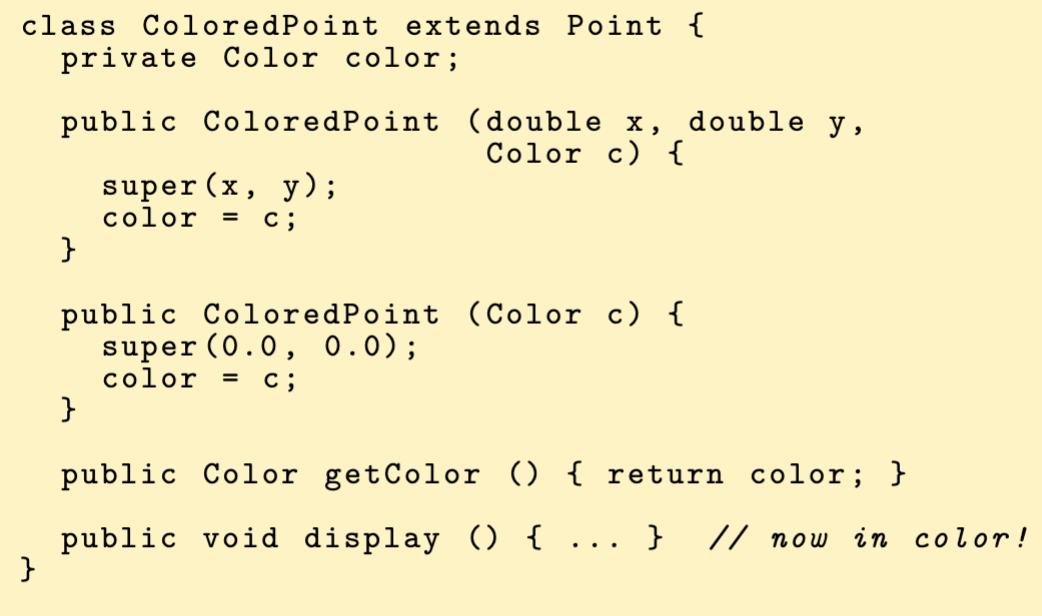 class ColoredPoint extends Point {
private Color color;
public ColoredPoint (double x, double y,
Color c) {
super(x, y);
color = c;
}
public ColoredPoint (Color c) {
super(0.0, 0.0);
color = c;
}
public Color getColor () { return color; }
public void display () { ... } // now in color!
}